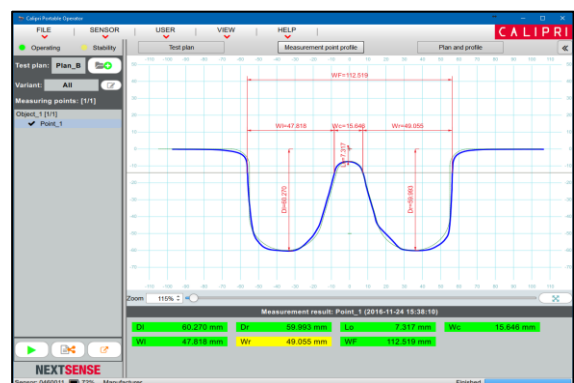 Calipri Portable Operator
FILE SENSOR USER VIEW HELP
CALIPRI
Operating Stability
Test plan Measurement point profile Plan and profile
Test plan: Plan_B
Variant: All
Measuring points: [1/1]
Object_1 [1/1]
Point_1
WF=112.519
Wl=47.818 Wc=15.646 Wr=49.055
Lo=7.317
Dl=60.270
Dr=59.993
Zoom 115%
Measurement result: Point_1 (2016-11-24 15:38:10)
Dl 60.270 mm Dr 59.993 mm Lo 7.317 mm Wc 15.646 mm
Wl 47.818 mm Wr 49.055 mm WF 112.519 mm
NEXTSENSE
Finished